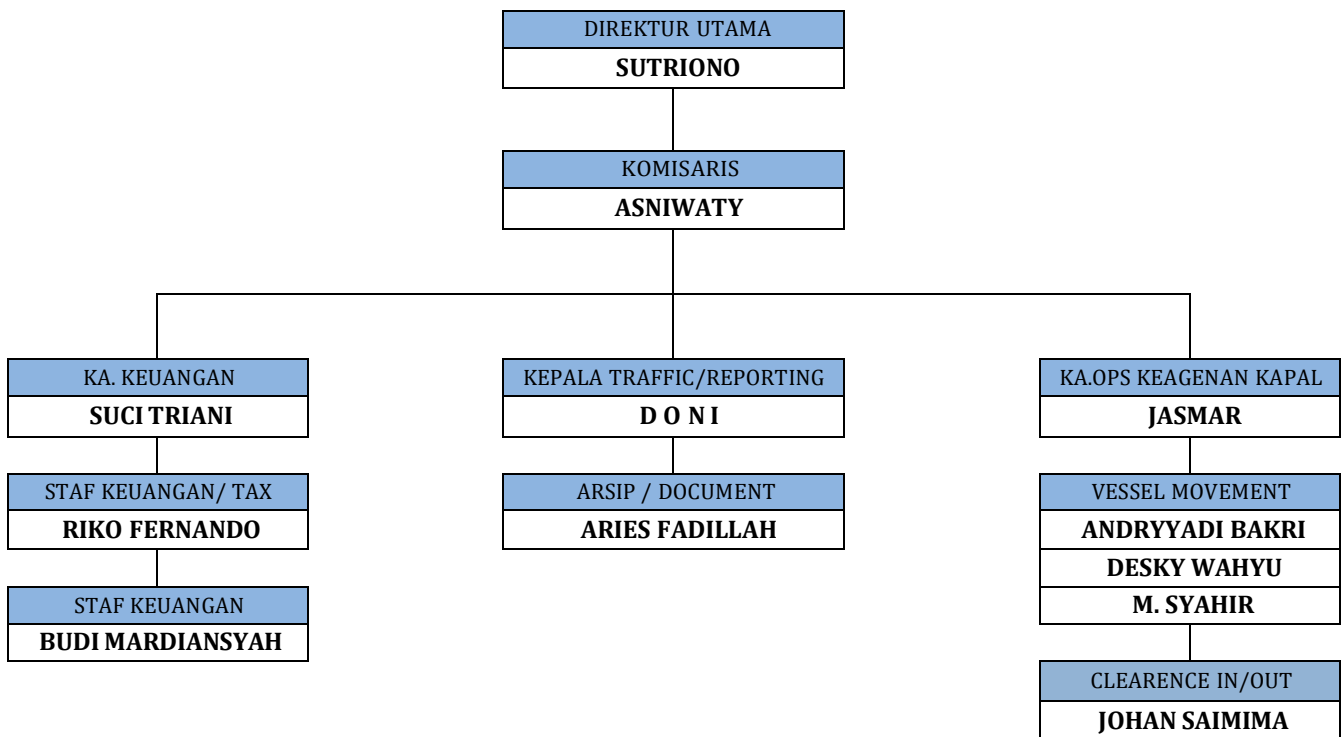 DIREKTUR UTAMA
SUTRIONO
KOMISARIS
ASNIWATY
KA. KEUANGAN
SUCI TRIANI
STAF KEUANGAN/ TAX
RIKO FERNANDO
STAF KEUANGAN
BUDI MARDIANSYAH
KEPALA TRAFFIC/REPORTING
D O N I
ARSIP / DOCUMENT
ARIES FADILLAH
KA.OPS KEAGENAN KAPAL
JASMAR
VESSEL MOVEMENT
ANDRYYADI BAKRI
DESKY WAHYU
M. SYAHIR
CLEARENCE IN/OUT
JOHAN SAIMIMA